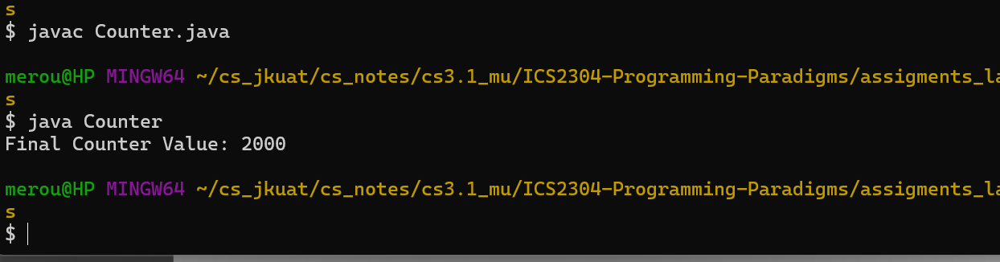 s
$ javac Counter.java
merou@HP MINGW64 ~/cs_jkuat/cs_notes/cs3.1_mu/ICS2304-Programming-Paradigms/assigments_la
s
$ java Counter
Final Counter Value: 2000
merou@HP MINGW64 ~/cs_jkuat/cs_notes/cs3.1_mu/ICS2304-Programming-Paradigms/assigments_la
s
$